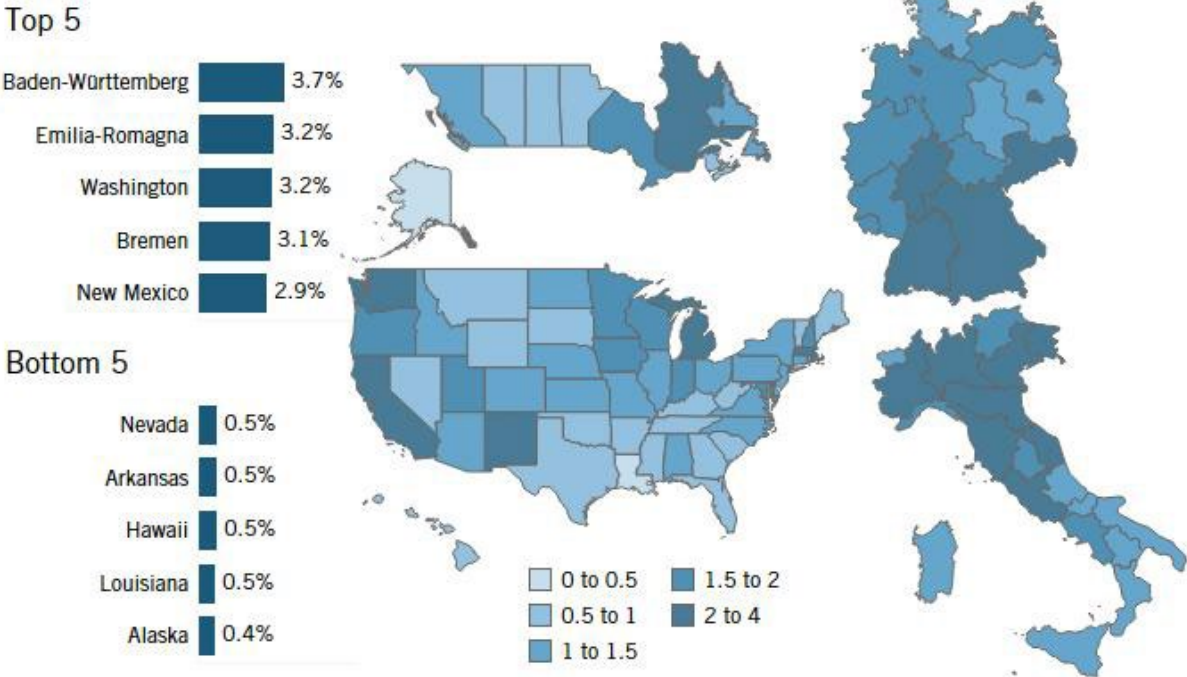 Top 5
Baden-Württemberg 3.7%
Emilia-Romagna 3.2%
Washington 3.2%
Bremen 3.1%
New Mexico 2.9%
Bottom 5
Nevada 0.5%
Arkansas 0.5%
Hawaii 0.5%
Louisiana 0.5%
Alaska 0.4%
0 to 0.5
0.5 to 1
1 to 1.5
1.5 to 2
2 to 4